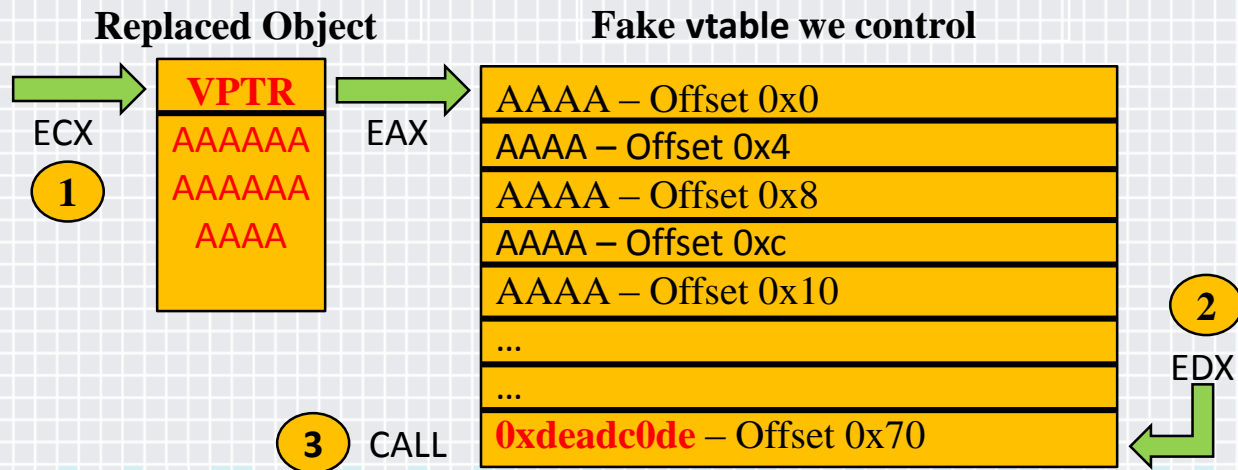 Replaced Object
Fake vtable we control
ECX
1
VPTR
AAAAAA
AAAAAA
AAAA
EAX
AAAA – Offset 0x0
AAAA – Offset 0x4
AAAA – Offset 0x8
AAAA – Offset 0xc
AAAA – Offset 0x10
...
...
0xdeadc0de – Offset 0x70
2
EDX
3 CALL